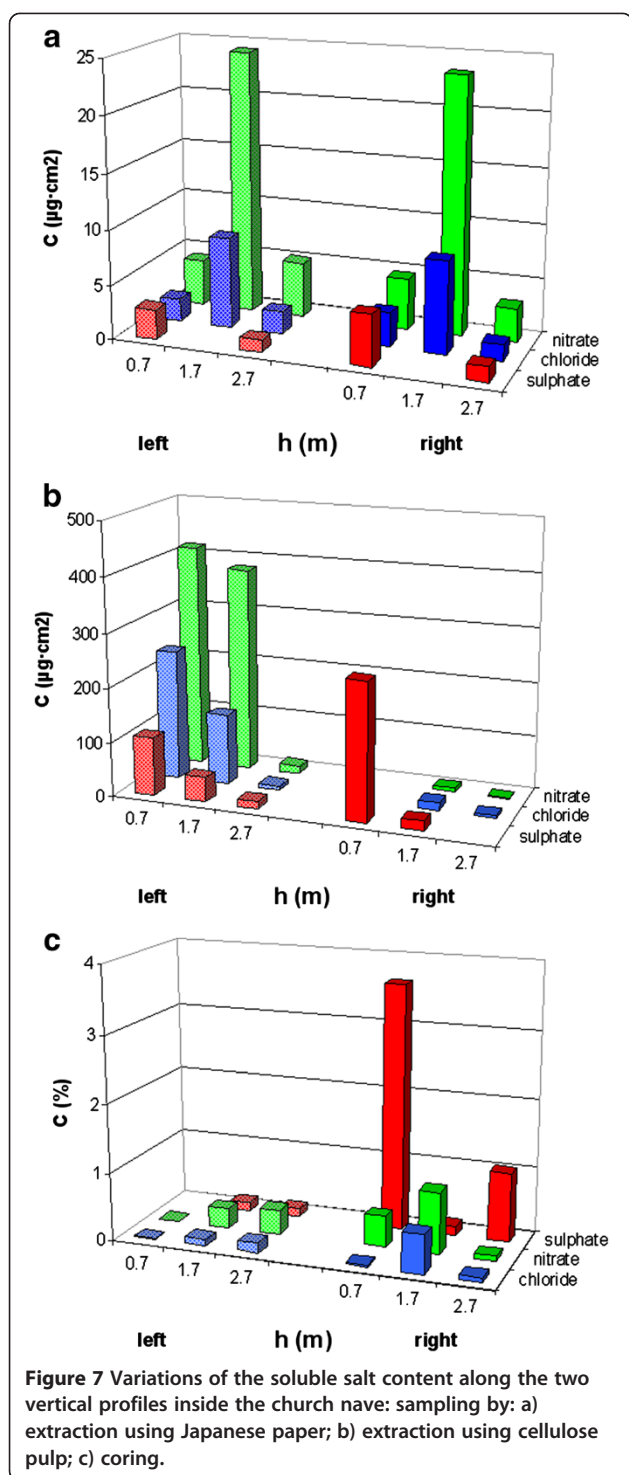 a
25
20
15
10
5
0
C (µg·cm2)
nitrate
chloride
sulphate
0.7 1.7 2.7 0.7 1.7 2.7
left h (m) right
b
500
400
300
200
100
0
C (µg·cm2)
nitrate
chloride
sulphate
0.7 1.7 2.7 0.7 1.7 2.7
left h (m) right
c
4
3
2
1
0
C (%)
sulphate
nitrate
chloride
0.7 1.7 2.7 0.7 1.7 2.7
left h (m) right
Figure 7 Variations of the soluble salt content along the two
vertical profiles inside the church nave: sampling by: a)
extraction using Japanese paper; b) extraction using cellulose
pulp; c) coring.